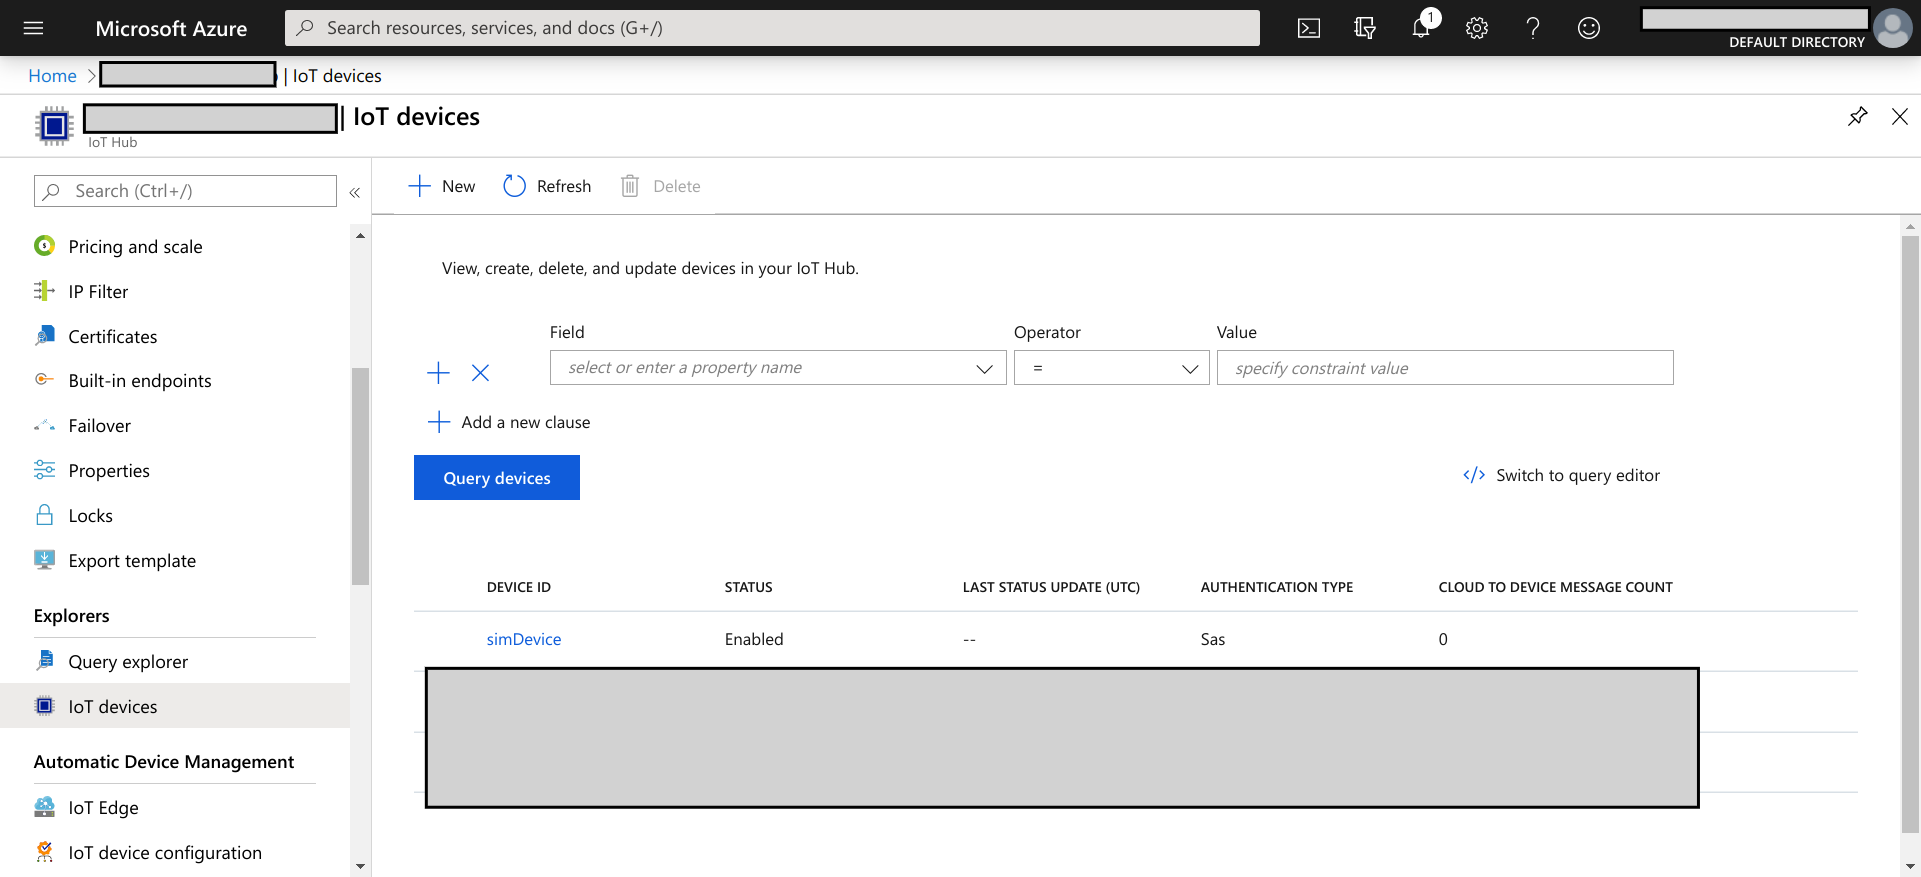 Microsoft Azure
Search resources, services, and docs (G+/)
1
DEFAULT DIRECTORY
Home > | IoT devices
| IoT devices
IoT Hub
Search (Ctrl+/)
«
Pricing and scale
IP Filter
Certificates
Built-in endpoints
Failover
Properties
Locks
Export template
Explorers
Query explorer
IoT devices
Automatic Device Management
IoT Edge
IoT device configuration
New Refresh Delete
View, create, delete, and update devices in your IoT Hub.
Field Operator Value
select or enter a property name = specify constraint value
Add a new clause
Query devices
</> Switch to query editor
DEVICE ID STATUS LAST STATUS UPDATE (UTC) AUTHENTICATION TYPE CLOUD TO DEVICE MESSAGE COUNT
simDevice Enabled -- Sas 0